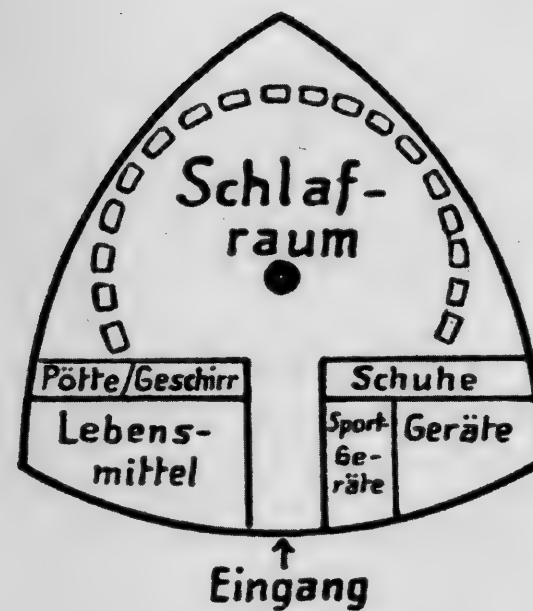 Schlaf-
raum
Pötte/Geschirr
Lebens-
mittel
Schuhe
Sport-
Ge-
räte
Geräte
Eingang